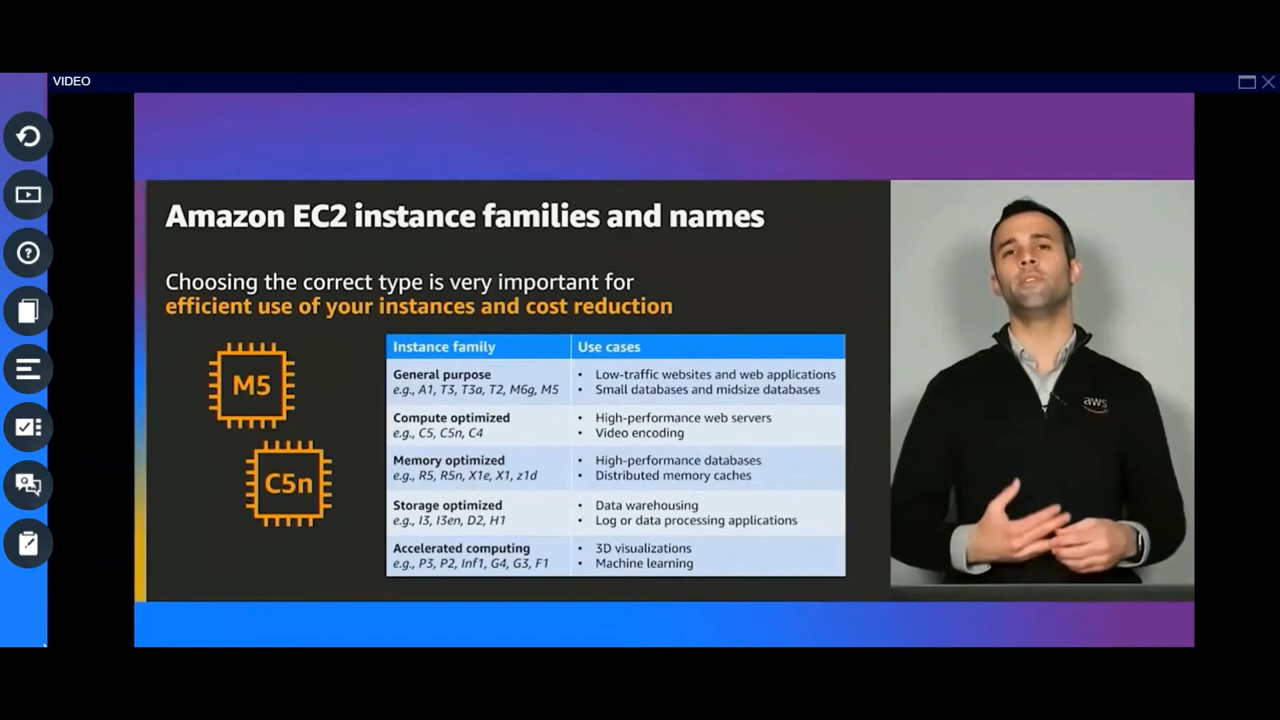 VIDEO
Amazon EC2 instance families and names
Choosing the correct type is very important for
efficient use of your instances and cost reduction
M5
C5n
Instance family
Use cases
General purpose
e.g., A1, T3, T3a, T2, M6g, M5
• Low-traffic websites and web applications
• Small databases and midsize databases
Compute optimized
e.g., C5, C5n, C4
• High-performance web servers
• Video encoding
Memory optimized
e.g., R5, R5n, X1e, X1, z1d
• High-performance databases
• Distributed memory caches
Storage optimized
e.g., I3, I3en, D2, H1
• Data warehousing
• Log or data processing applications
Accelerated computing
e.g., P3, P2, Inf1, G4, G3, F1
• 3D visualizations
• Machine learning
aws